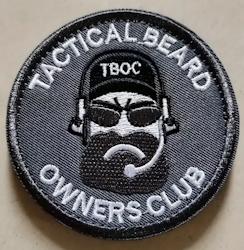 TACTICAL BEARD
TBOC
OWNERS CLUB